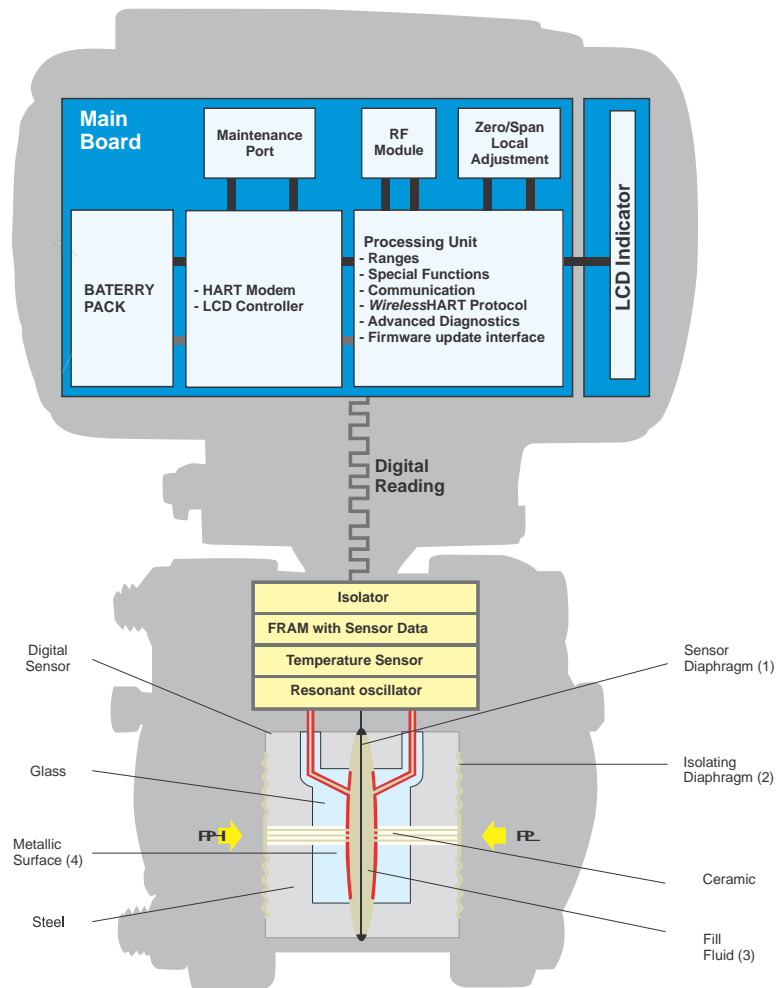 Main
Board
Maintenance
Port
RF
Module
Zero/Span
Local
Adjustment
BATERRY
PACK
- HART Modem
- LCD Controller
Processing Unit
- Ranges
- Special Functions
- Communication
- WirelessHART Protocol
- Advanced Diagnostics
- Firmware update interface
LCD Indicator
Digital
Reading
Isolator
FRAM with Sensor Data
Temperature Sensor
Resonant oscillator
Digital
Sensor
Sensor
Diaphragm (1)
Glass
Isolating
Diaphragm (2)
Metallic
Surface (4)
Ceramic
Steel
Fill
Fluid (3)